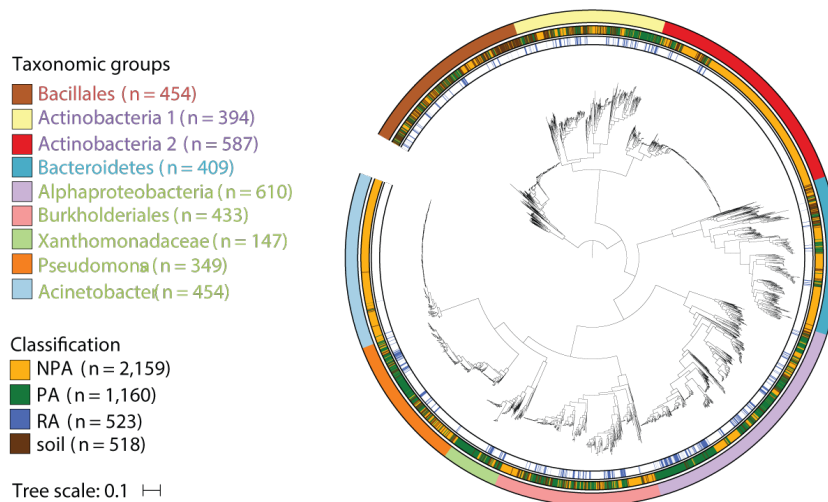 Taxonomic groups
Bacillales (n = 454)
Actinobacteria 1 (n = 394)
Actinobacteria 2 (n = 587)
Bacteroidetes (n = 409)
Alphaproteobacteria (n = 610)
Burkholderiales (n = 433)
Xanthomonadaceae (n = 147)
Pseudomonas (n = 349)
Acinetobacter (n = 454)
Classification
NPA (n = 2,159)
PA (n = 1,160)
RA (n = 523)
soil (n = 518)
Tree scale: 0.1